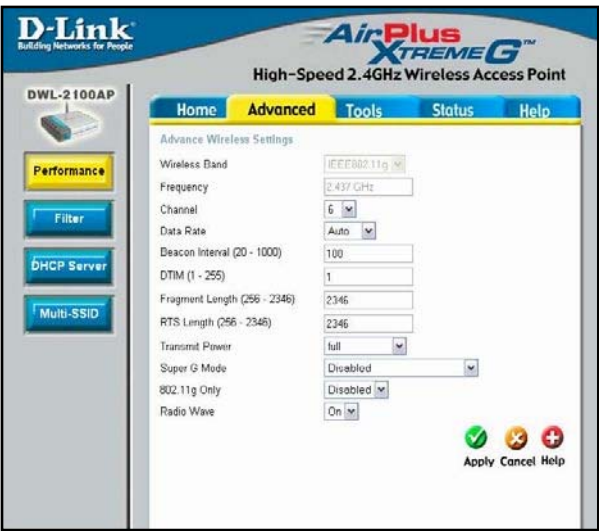 D-Link
Building Networks for People
AirPlus
XTREME G™
High-Speed 2.4GHz Wireless Access Point
DWL-2100AP
Home Advanced Tools Status Help
Performance
Filter
DHCP Server
Multi-SSID
Advance Wireless Settings
Wireless Band IEEE802.11g
Frequency 2.437 GHz
Channel 6
Data Rate Auto
Beacon Interval (20 - 1000) 100
DTIM (1 - 255) 1
Fragment Length (256 - 2346) 2346
RTS Length (256 - 2346) 2346
Transmit Power full
Super G Mode Disabled
802.11g Only Disabled
Radio Wave On
Apply Cancel Help